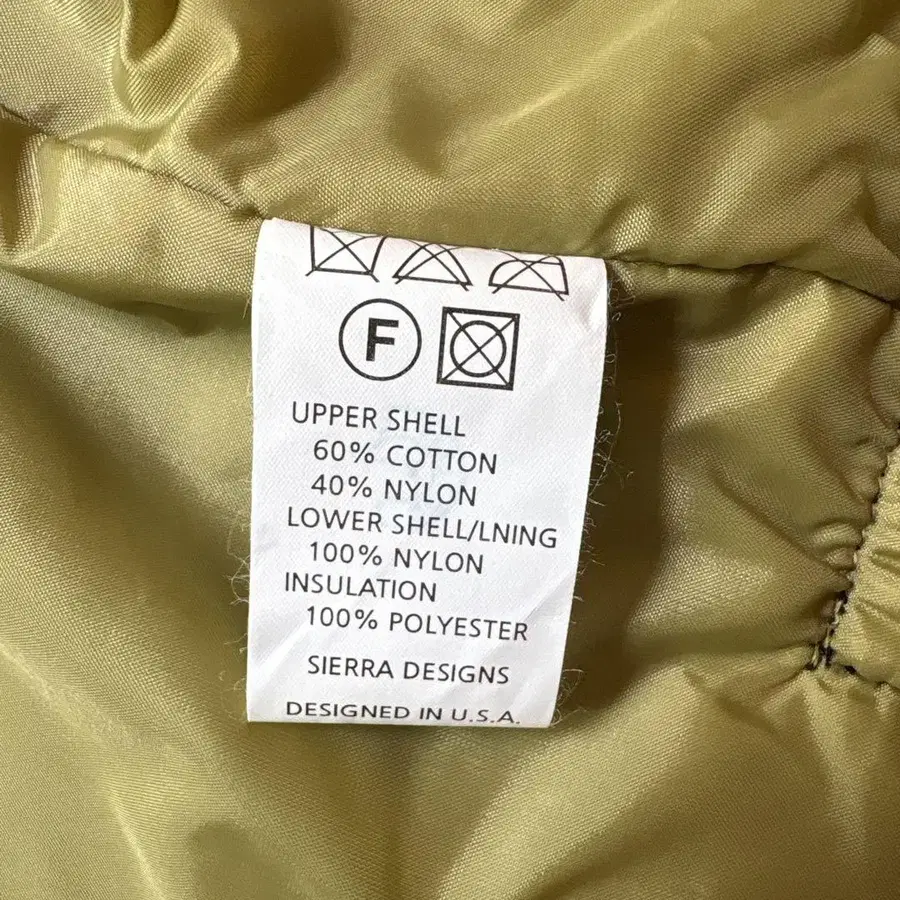 F
UPPER SHELL
60% COTTON
40% NYLON
LOWER SHELL/LNING
100% NYLON
INSULATION
100% POLYESTER
SIERRA DESIGNS
DESIGNED IN U.S.A.